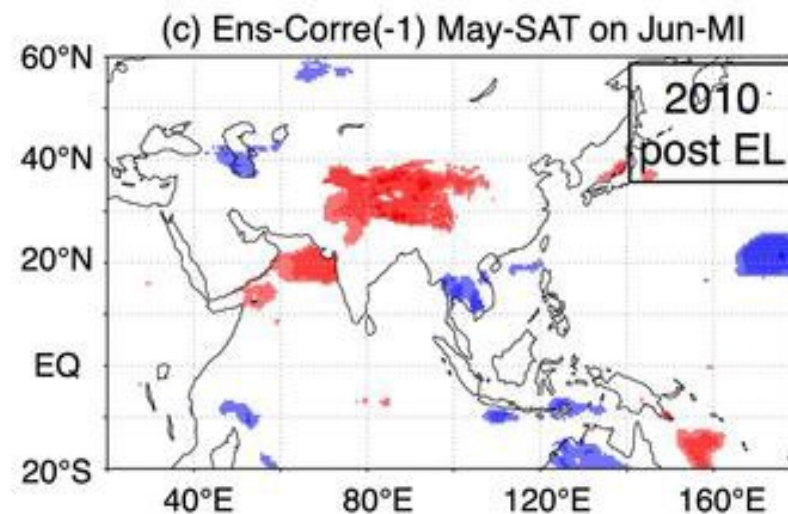 (c) Ens-Corre(-1) May-SAT on Jun-MI
60°N
2010
post EL
40°N
20°N
EQ
20°S
40°E 80°E 120°E 160°E